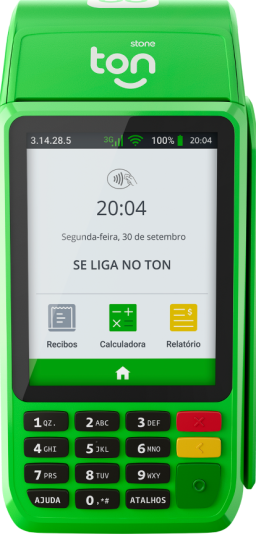 stone
ton
3.14.28.5 3G 100% 20:04
20:04
Segunda-feira, 30 de setembro
SE LIGA NO TON
Recibos Calculadora Relatório
1 QZ. 2 ABC 3 DEF
4 GHI 5 JKL 6 MNO
7 PRS 8 TUV 9 WXY
AJUDA 0,*# ATALHOS